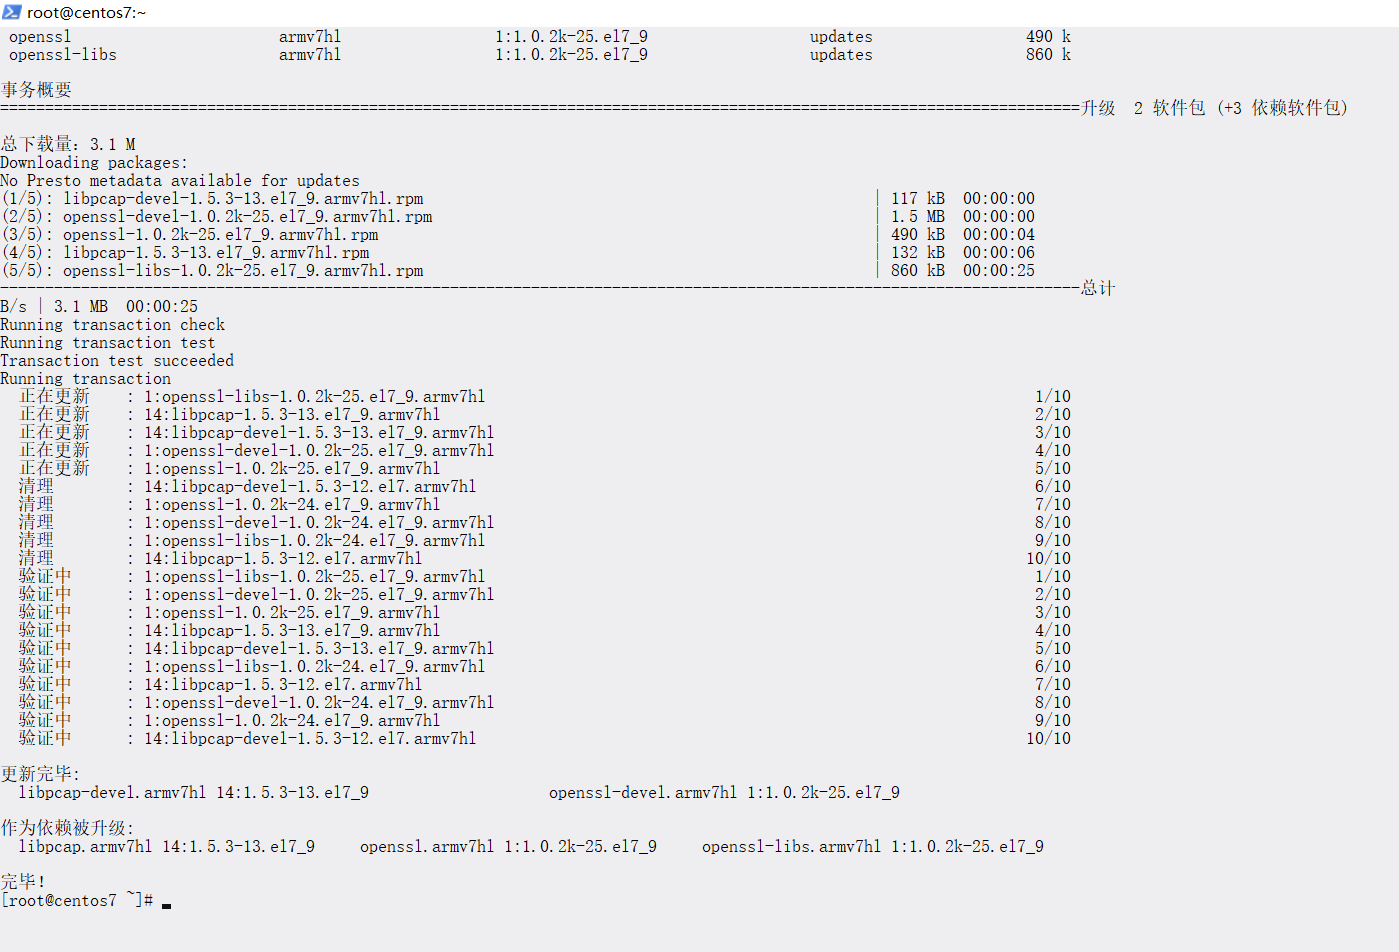 root@centos7:~
openssl armv7hl 1:1.0.2k-25.el7_9 updates 490 k
openssl-libs armv7hl 1:1.0.2k-25.el7_9 updates 860 k
事务概要
========================================================================================================================升级  2 软件包 (+3 依赖软件包)
总下载量：3.1 M
Downloading packages:
No Presto metadata available for updates
(1/5): libpcap-devel-1.5.3-13.el7_9.armv7hl.rpm | 117 kB  00:00:00
(2/5): openssl-devel-1.0.2k-25.el7_9.armv7hl.rpm | 1.5 MB  00:00:00
(3/5): openssl-1.0.2k-25.el7_9.armv7hl.rpm | 490 kB  00:00:04
(4/5): libpcap-1.5.3-13.el7_9.armv7hl.rpm | 132 kB  00:00:06
(5/5): openssl-libs-1.0.2k-25.el7_9.armv7hl.rpm | 860 kB  00:00:25
------------------------------------------------------------------------------------------------------------------------总计
B/s | 3.1 MB  00:00:25
Running transaction check
Running transaction test
Transaction test succeeded
Running transaction
正在更新    : 1:openssl-libs-1.0.2k-25.el7_9.armv7hl 1/10
正在更新    : 14:libpcap-1.5.3-13.el7_9.armv7hl 2/10
正在更新    : 14:libpcap-devel-1.5.3-13.el7_9.armv7hl 3/10
正在更新    : 1:openssl-devel-1.0.2k-25.el7_9.armv7hl 4/10
正在更新    : 1:openssl-1.0.2k-25.el7_9.armv7hl 5/10
清理        : 14:libpcap-devel-1.5.3-12.el7.armv7hl 6/10
清理        : 1:openssl-1.0.2k-24.el7_9.armv7hl 7/10
清理        : 1:openssl-devel-1.0.2k-24.el7_9.armv7hl 8/10
清理        : 1:openssl-libs-1.0.2k-24.el7_9.armv7hl 9/10
清理        : 14:libpcap-1.5.3-12.el7.armv7hl 10/10
验证中      : 1:openssl-libs-1.0.2k-25.el7_9.armv7hl 1/10
验证中      : 1:openssl-devel-1.0.2k-25.el7_9.armv7hl 2/10
验证中      : 1:openssl-1.0.2k-25.el7_9.armv7hl 3/10
验证中      : 14:libpcap-1.5.3-13.el7_9.armv7hl 4/10
验证中      : 14:libpcap-devel-1.5.3-13.el7_9.armv7hl 5/10
验证中      : 1:openssl-libs-1.0.2k-24.el7_9.armv7hl 6/10
验证中      : 14:libpcap-1.5.3-12.el7.armv7hl 7/10
验证中      : 1:openssl-devel-1.0.2k-24.el7_9.armv7hl 8/10
验证中      : 1:openssl-1.0.2k-24.el7_9.armv7hl 9/10
验证中      : 14:libpcap-devel-1.5.3-12.el7.armv7hl 10/10
更新完毕:
libpcap-devel.armv7hl 14:1.5.3-13.el7_9 openssl-devel.armv7hl 1:1.0.2k-25.el7_9
作为依赖被升级:
libpcap.armv7hl 14:1.5.3-13.el7_9 openssl.armv7hl 1:1.0.2k-25.el7_9 openssl-libs.armv7hl 1:1.0.2k-25.el7_9
完毕！
[root@centos7 ~]#